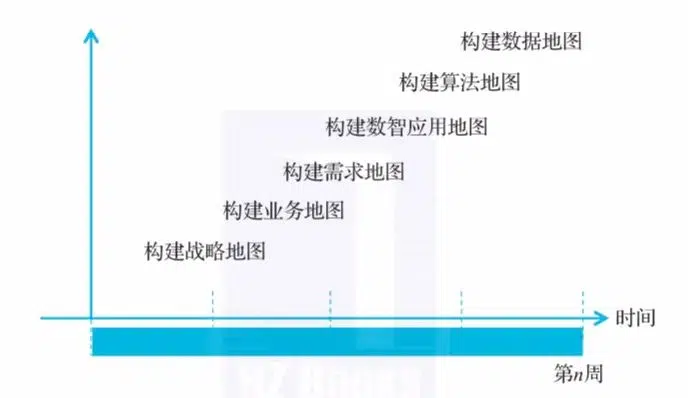 构建数据地图
构建算法地图
构建数智应用地图
构建需求地图
构建业务地图
构建战略地图
时间
第n周